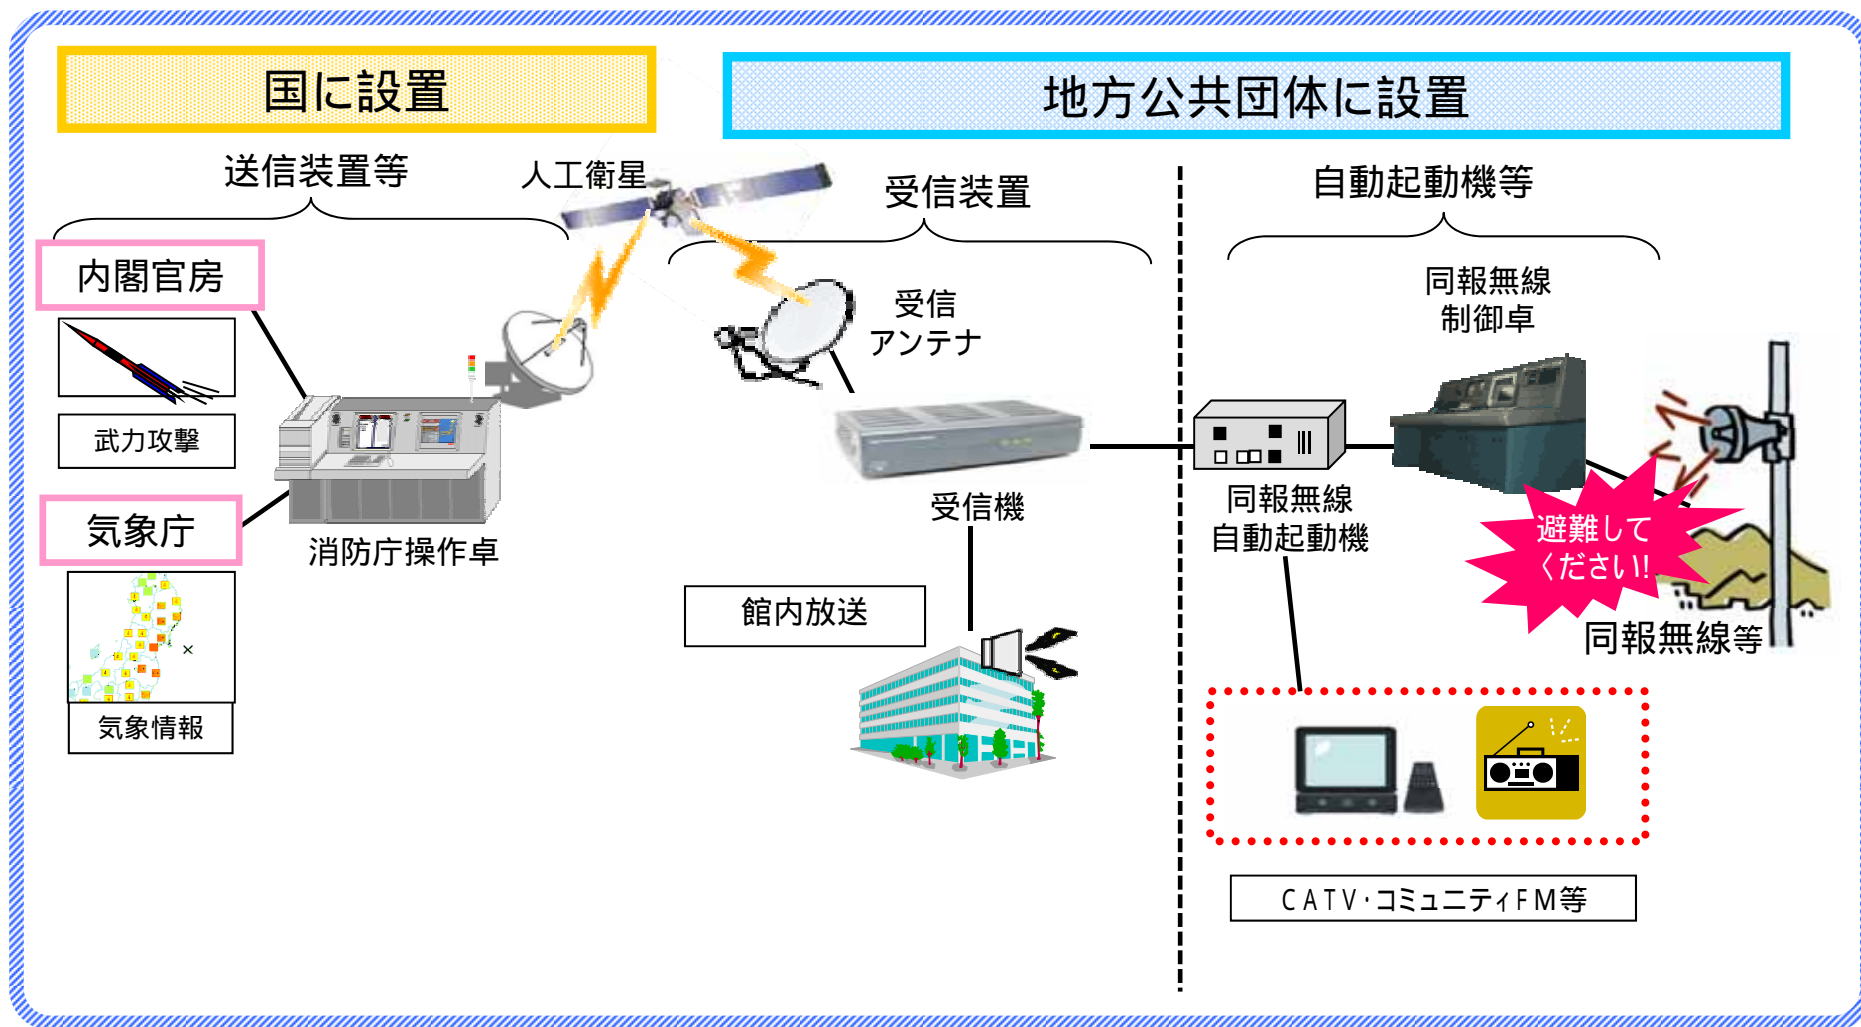 国に設置
地方公共団体に設置
送信装置等
人工衛星
受信装置
自動起動機等
内閣官房
武力攻撃
気象庁
気象情報
消防庁操作卓
受信
アンテナ
受信機
館内放送
同報無線
制御卓
同報無線
自動起動機
避難して
ください!
同報無線等
CATV・コミュニティFM等